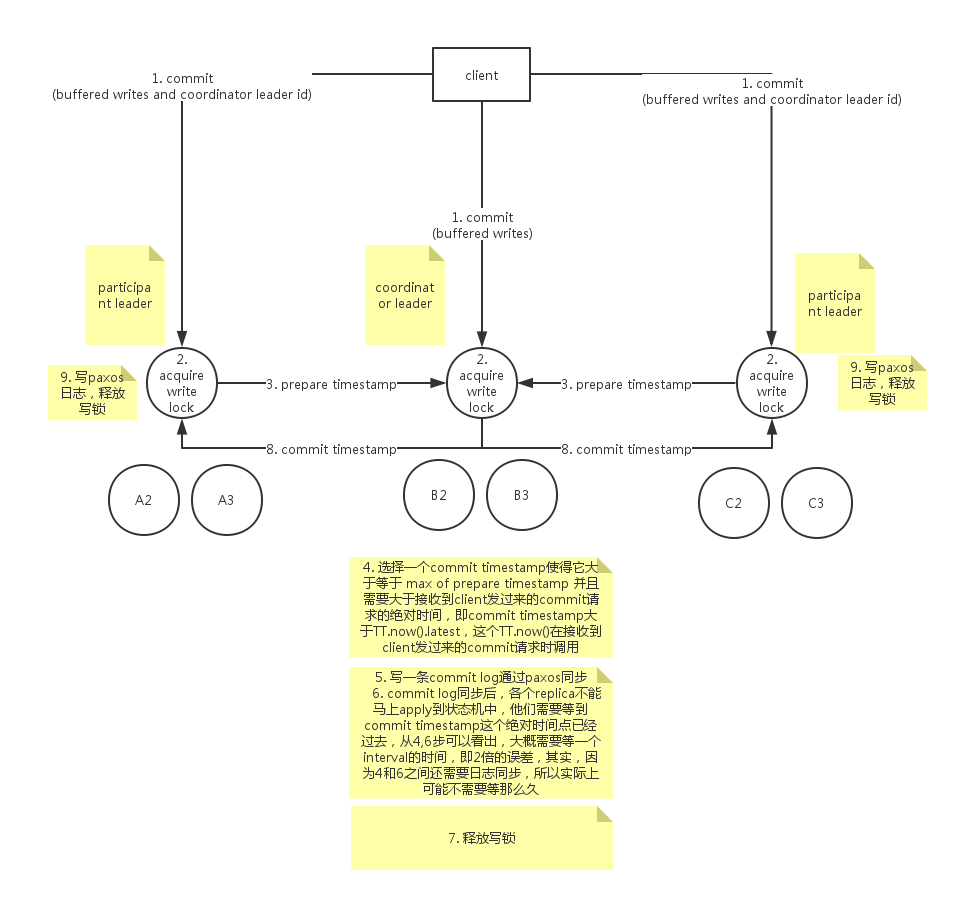 client
1. commit
(buffered writes and coordinator leader id)
1. commit
(buffered writes and coordinator leader id)
1. commit
(buffered writes)
participa
nt leader
coordinat
or leader
participa
nt leader
2.
acquire
write
lock
2.
acquire
write
lock
2.
acquire
write
lock
9. 写paxos
日志，释放
写锁
3. prepare timestamp
3. prepare timestamp
9. 写paxos
日志，释放
写锁
8. commit timestamp
8. commit timestamp
A2
A3
B2
B3
C2
C3
4. 选择一个commit timestamp使得它大
于等于 max of prepare timestamp 并且
需要大于接收到client发过来的commit请
求的绝对时间，即commit timestamp大
于TT.now().latest，这个TT.now()在接收到
client发过来的commit请求时调用
5. 写一条commit log通过paxos同步
6. commit log同步后，各个replica不能
马上apply到状态机中，他们需要等到
commit timestamp这个绝对时间点已经
过去，从4,6步可以看出，大概需要等一个
interval的时间，即2倍的误差，其实，因
为4和6之间还需要日志同步，所以实际上
可能不需要等那么久
7. 释放写锁